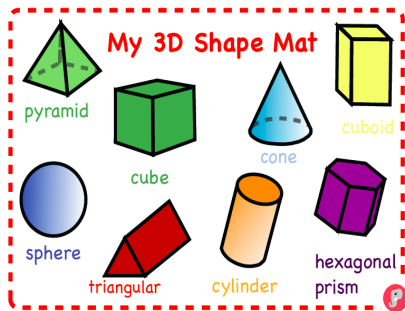 My 3D Shape Mat
pyramid
cube
cone
cuboid
sphere
triangular
cylinder
hexagonal
prism